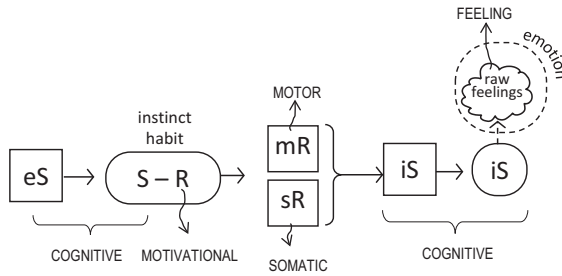 FEELING
emotion
raw
feelings
MOTOR
instinct
habit
eS
S – R
mR
sR
iS
iS
COGNITIVE
MOTIVATIONAL
SOMATIC
COGNITIVE